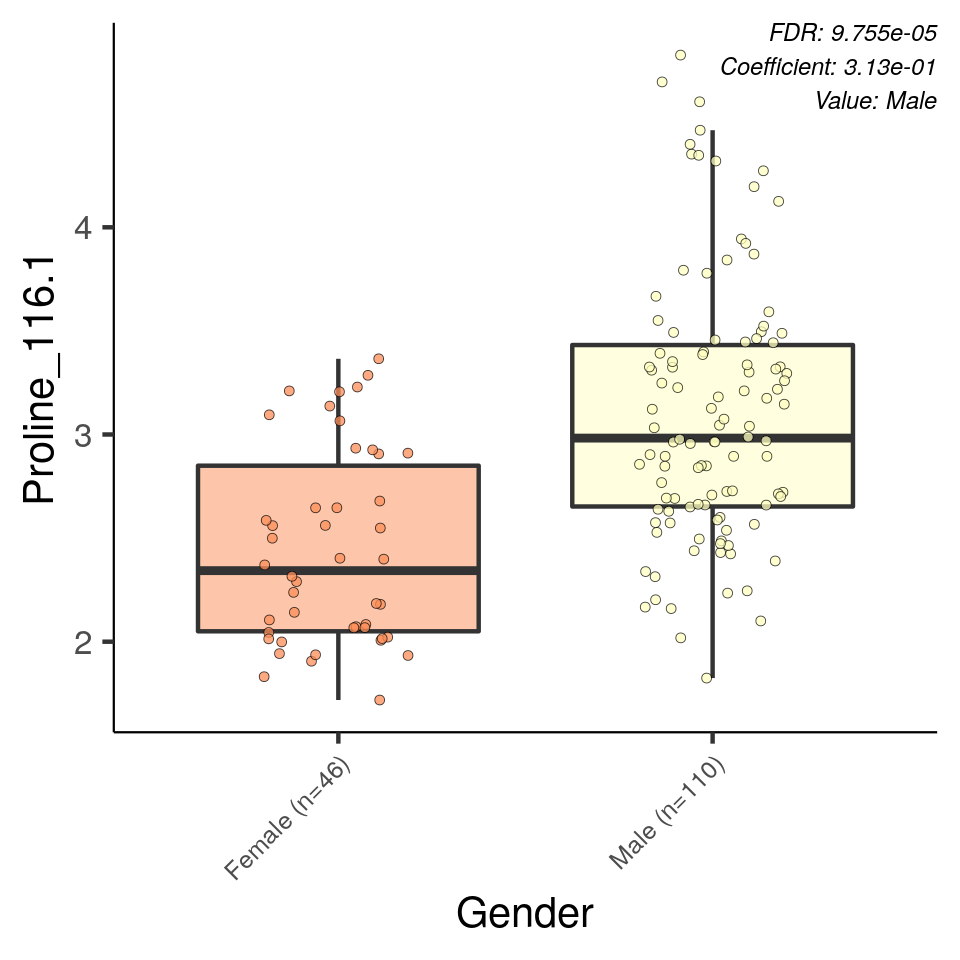 FDR: 9.755e-05
Coefficient: 3.13e-01
Value: Male
Proline_116.1
4
3
2
Female (n=46)
Male (n=110)
Gender